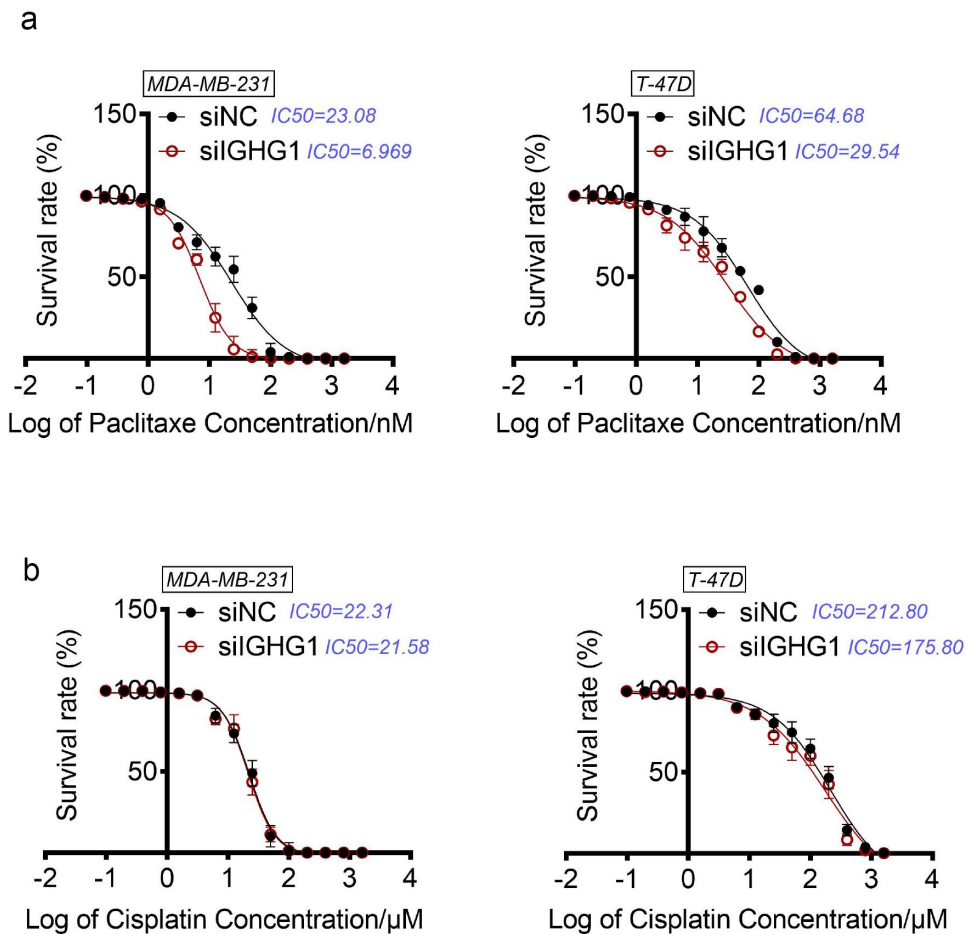 a
MDA-MB-231
siNC IC50=23.08
siIGHG1 IC50=6.969
150
100
50
Survival rate (%)
-2 -1 0 1 2 3 4
Log of Paclitaxe Concentration/nM
T-47D
siNC IC50=64.68
siIGHG1 IC50=29.54
150
100
50
Survival rate (%)
-2 -1 0 1 2 3 4
Log of Paclitaxe Concentration/nM
b
MDA-MB-231
siNC IC50=22.31
siIGHG1 IC50=21.58
150
100
50
Survival rate (%)
-2 -1 0 1 2 3 4
Log of Cisplatin Concentration/μM
T-47D
siNC IC50=212.80
siIGHG1 IC50=175.80
150
100
50
Survival rate (%)
-2 -1 0 1 2 3 4
Log of Cisplatin Concentration/μM